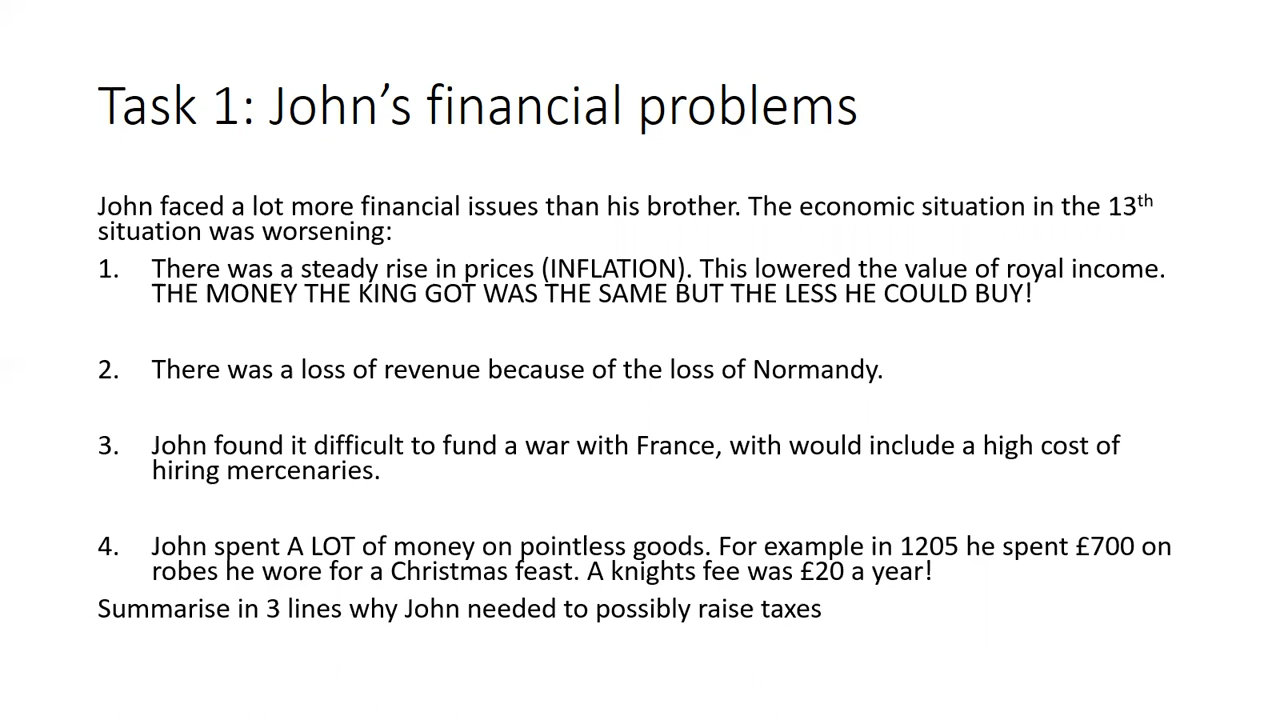 Task 1: John’s financial problems
John faced a lot more financial issues than his brother. The economic situation in the 13th
situation was worsening:
1. There was a steady rise in prices (INFLATION). This lowered the value of royal income.
THE MONEY THE KING GOT WAS THE SAME BUT THE LESS HE COULD BUY!
2. There was a loss of revenue because of the loss of Normandy.
3. John found it difficult to fund a war with France, with would include a high cost of
hiring mercenaries.
4. John spent A LOT of money on pointless goods. For example in 1205 he spent £700 on
robes he wore for a Christmas feast. A knights fee was £20 a year!
Summarise in 3 lines why John needed to possibly raise taxes